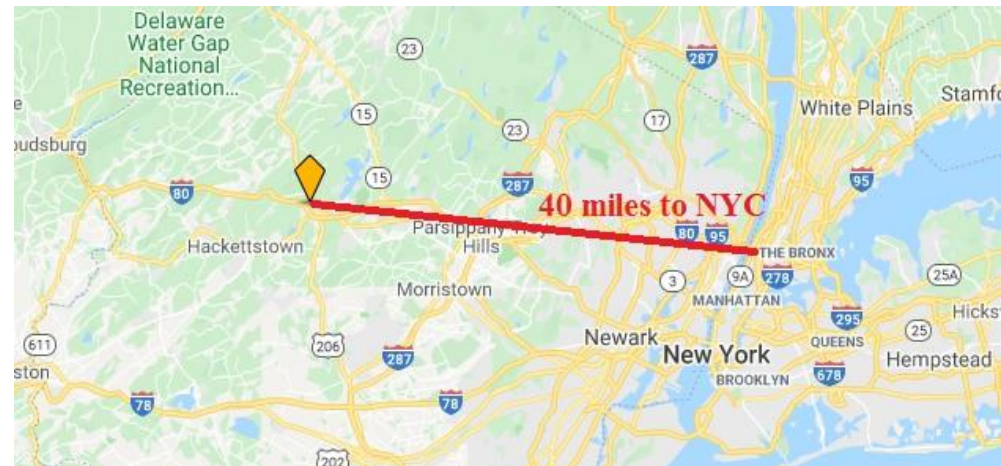 Delaware
Water Gap
National
Recreation...
23
287
White Plains
Stamfo
15
17
e
oudsburg
23
15
287
95
80
40 miles to NYC
80
95
Parsippany-Troy
Hills
Hackettstown
THE BRONX
3
9A
278
25A
Morristown
MANHATTAN
295
Hicks
Newark
New York
QUEENS
25
611
206
287
Hempstead
ston
BROOKLYN
678
78
78
202